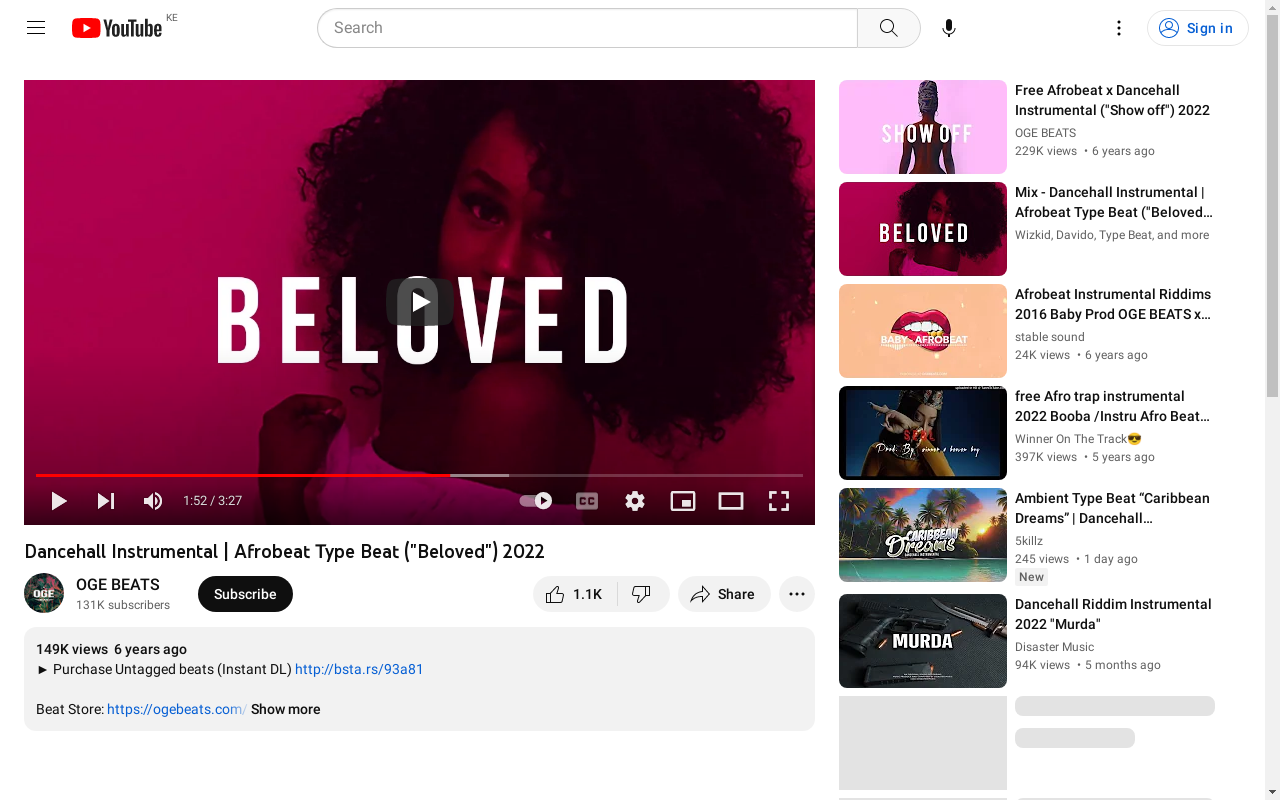 YouTube KE
Search
Sign in
BELOVED
1:52 / 3:27
CC
Dancehall Instrumental | Afrobeat Type Beat ("Beloved") 2022
OGE
OGE BEATS
131K subscribers
Subscribe
1.1K
Share
149K views 6 years ago
► Purchase Untagged beats (Instant DL) http://bsta.rs/93a81
Beat Store: https://ogebeats.com/ Show more
SHOW OFF
Free Afrobeat x Dancehall
Instrumental ("Show off") 2022
OGE BEATS
229K views • 6 years ago
BELOVED
Mix - Dancehall Instrumental |
Afrobeat Type Beat ("Beloved...
Wizkid, Davido, Type Beat, and more
BABY - AFROBEAT
Afrobeat Instrumental Riddims
2016 Baby Prod OGE BEATS x...
stable sound
24K views • 6 years ago
free Afro trap instrumental
2022 Booba /Instru Afro Beat...
Winner On The Track😎
397K views • 5 years ago
CARIBBEAN
Dreams
Ambient Type Beat “Caribbean
Dreams” | Dancehall...
5killz
245 views • 1 day ago
New
MURDA
Dancehall Riddim Instrumental
2022 "Murda"
Disaster Music
94K views • 5 months ago